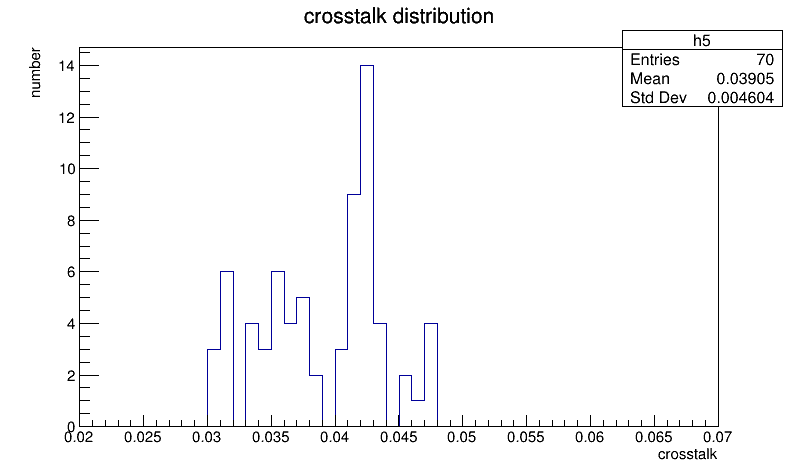 crosstalk distribution
h5
Entries 70
Mean 0.03905
Std Dev 0.004604
number
14
12
10
8
6
4
2
0
0.02 0.025 0.03 0.035 0.04 0.045 0.05 0.055 0.06 0.065 0.07
crosstalk